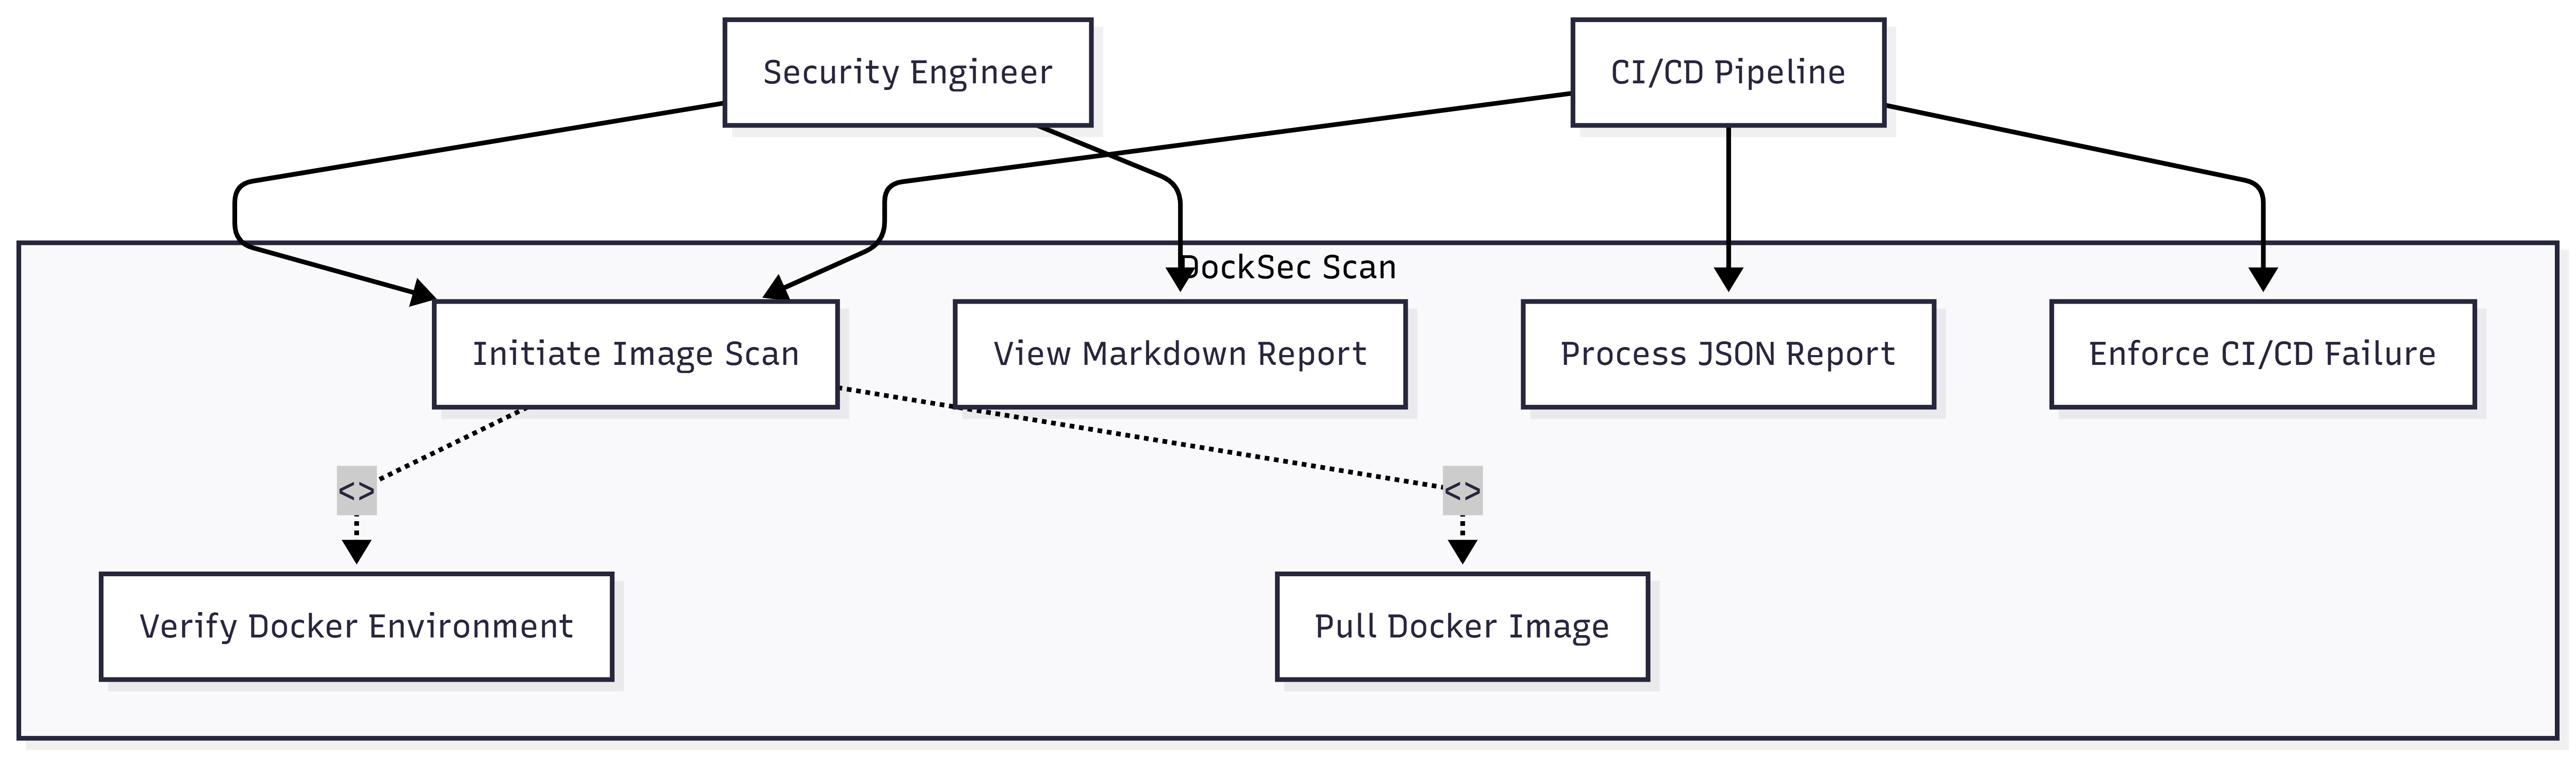 Security Engineer
CI/CD Pipeline
DockSec Scan
Initiate Image Scan
View Markdown Report
Process JSON Report
Enforce CI/CD Failure
<>
<>
Verify Docker Environment
Pull Docker Image